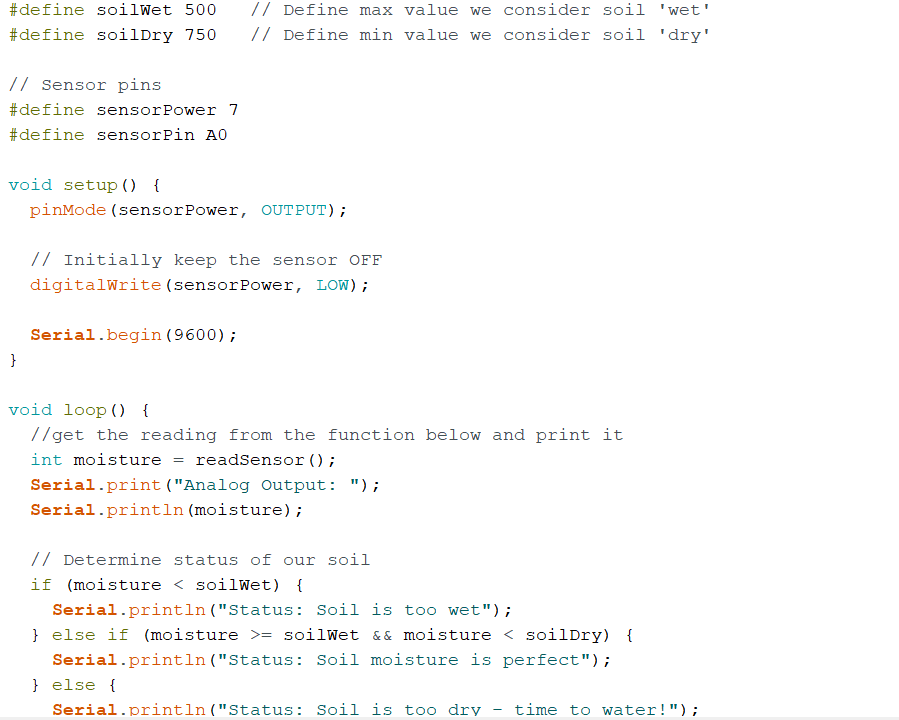 #define soilWet 500   // Define max value we consider soil 'wet'
#define soilDry 750   // Define min value we consider soil 'dry'

// Sensor pins
#define sensorPower 7
#define sensorPin A0

void setup() {
  pinMode(sensorPower, OUTPUT);

  // Initially keep the sensor OFF
  digitalWrite(sensorPower, LOW);

  Serial.begin(9600);
}

void loop() {
  //get the reading from the function below and print it
  int moisture = readSensor();
  Serial.print("Analog Output: ");
  Serial.println(moisture);

  // Determine status of our soil
  if (moisture < soilWet) {
    Serial.println("Status: Soil is too wet");
  } else if (moisture >= soilWet && moisture < soilDry) {
    Serial.println("Status: Soil moisture is perfect");
  } else {
    Serial.println("Status: Soil is too dry - time to water!");